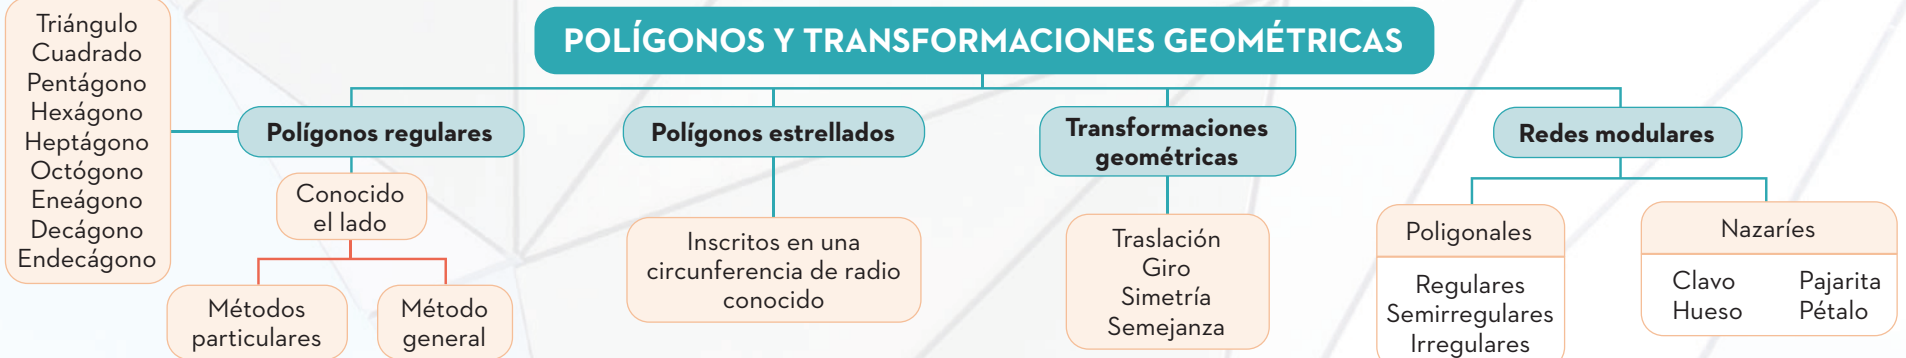 POLÍGONOS Y TRANSFORMACIONES GEOMÉTRICAS
Triángulo
Cuadrado
Pentágono
Hexágono
Heptágono
Octógono
Eneágono
Decágono
Endecágono
Polígonos regulares
Conocido
el lado
Métodos
particulares
Método
general
Polígonos estrellados
Inscritos en una
circunferencia de radio
conocido
Transformaciones
geométricas
Traslación
Giro
Simetría
Semejanza
Redes modulares
Poligonales
Regulares
Semirregulares
Irregulares
Nazaríes
Clavo Pajarita
Hueso Pétalo